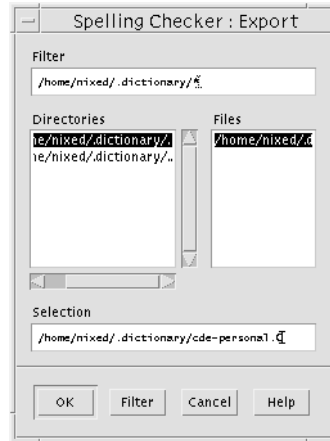 Spelling Checker : Export
Filter
/home/nixed/.dictionary/*
Directories
Files
ne/nixed/.dictionary/.
ne/nixed/.dictionary/..
/home/nixed/.d
Selection
/home/nixed/.dictionary/cde-personal.d
OK
Filter
Cancel
Help